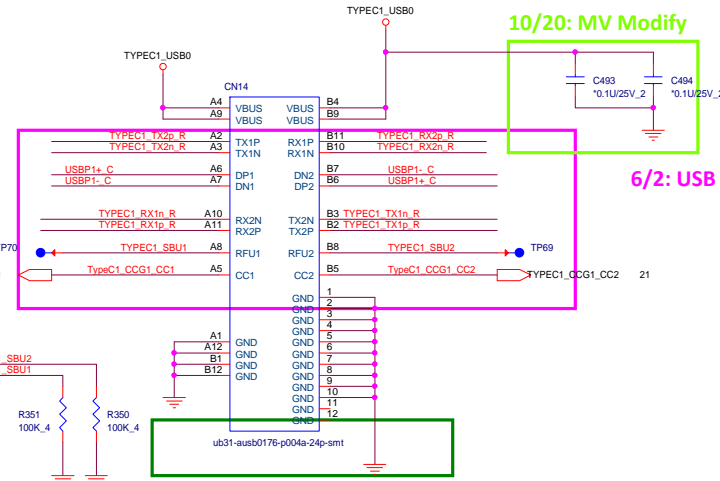 TYPEC1_USB0
10/20: MV Modify
TYPEC1_USB0
CN14
C493
C494
*0.1U/25V_2
*0.1U/25V_2
A4 VBUS VBUS B4
A9 VBUS VBUS B9
TYPEC1_TX2p_R A2 TX1P RX1P B11 TYPEC1_RX2p_R
TYPEC1_TX2n_R A3 TX1N RX1N B10 TYPEC1_RX2n_R
6/2: USB
USBP1+_C A6 DP1 DN2 B7 USBP1-_C
USBP1-_C A7 DN1 DP2 B6 USBP1+_C
TYPEC1_RX1n_R A10 RX2N TX2N B3 TYPEC1_TX1n_R
TYPEC1_RX1p_R A11 RX2P TX2P B2 TYPEC1_TX1p_R
TP70 TYPEC1_SBU1 A8 RFU1 RFU2 B8 TYPEC1_SBU2 TP69
TypeC1_CCG1_CC1 A5 CC1 CC2 B5 TypeC1_CCG1_CC2 TYPEC1_CCG1_CC2 21
GND 1
GND 2
GND 3
GND 4
A1 GND GND 5
A12 GND GND 6
B1 GND GND 7
B12 GND GND 8
GND 9
GND 10
GND 11
GND 12
_SBU2
_SBU1
R351
100K_4
R350
100K_4
ub31-ausb0176-p004a-24p-smt